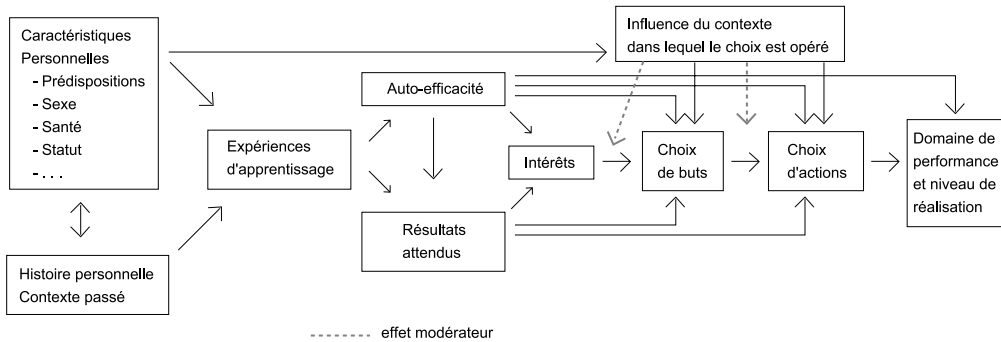 Caractéristiques
Personnelles
- Prédispositions
- Sexe
- Santé
- Statut
- . . .
Histoire personnelle
Contexte passé
Expériences
d'apprentissage
Auto-efficacité
Résultats
attendus
Intérêts
Influence du contexte
dans lequel le choix est opéré
Choix
de buts
Choix
d'actions
Domaine de
performance
et niveau de
réalisation
effet modérateur